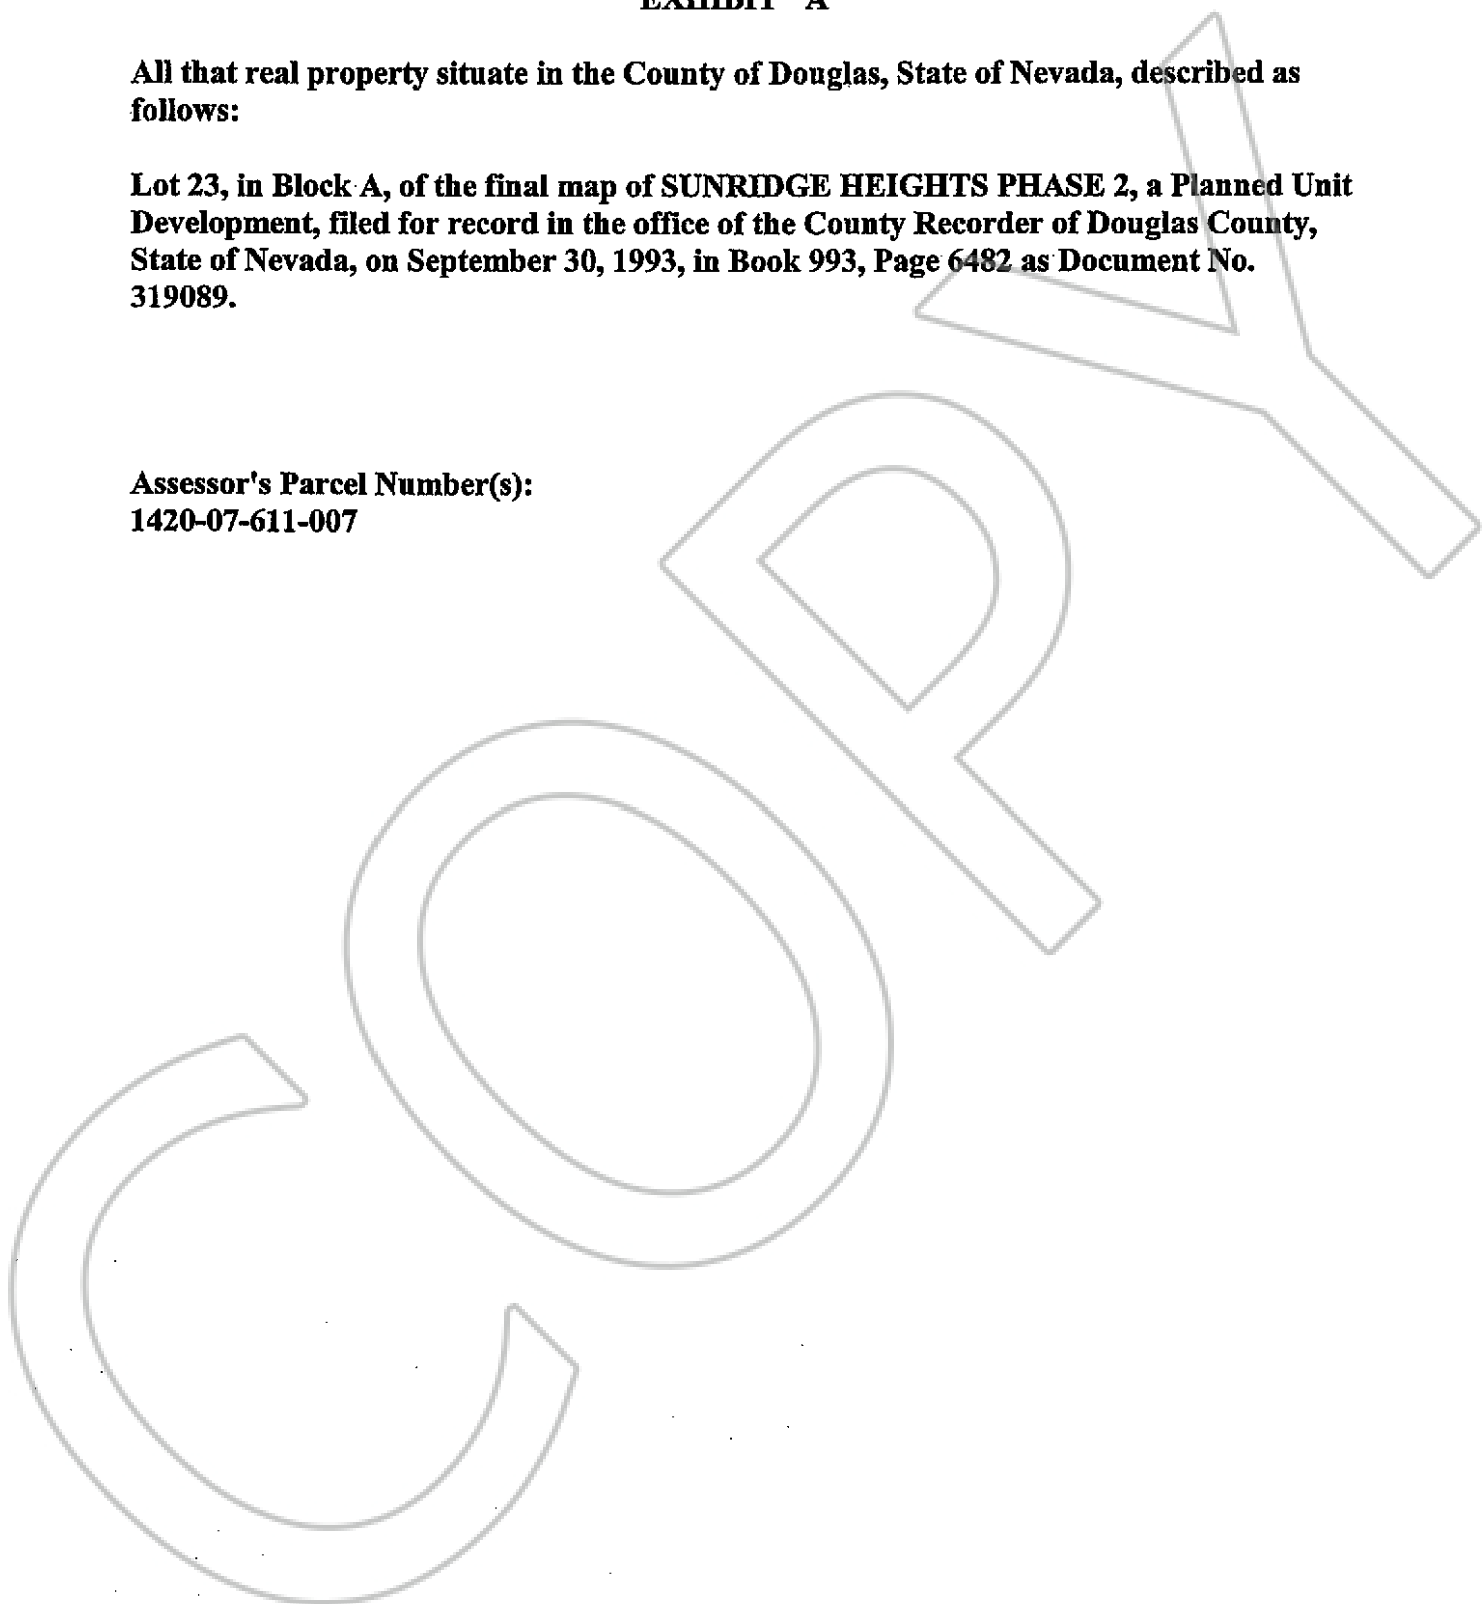 EXHIBIT "A"
All that real property situate in the County of Douglas, State of Nevada, described as
follows:
Lot 23, in Block A, of the final map of SUNRIDGE HEIGHTS PHASE 2, a Planned Unit
Development, filed for record in the office of the County Recorder of Douglas County,
State of Nevada, on September 30, 1993, in Book 993, Page 6482 as Document No.
319089.
Assessor's Parcel Number(s):
1420-07-611-007
COPY